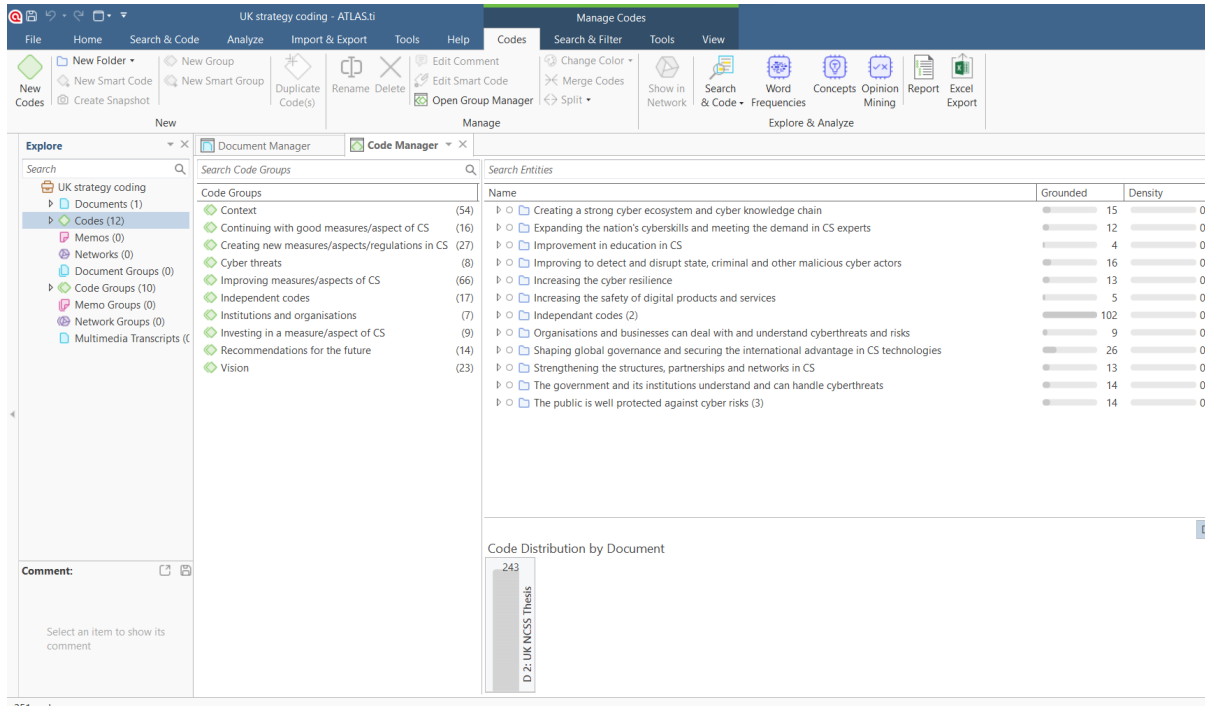 UK strategy coding - ATLAS.ti
Manage Codes
File Home Search & Code Analyze Import & Export Tools Help Codes Search & Filter Tools View
New Codes
New Folder
New Smart Code
Create Snapshot
New Group
New Smart Group
New
Duplicate Code(s)
Rename
Delete
Edit Comment
Edit Smart Code
Open Group Manager
Change Color
Merge Codes
Split
Manage
Show in Network
Search & Code
Word Frequencies
Concepts
Opinion Mining
Report
Excel Export
Explore & Analyze
Explore
Search
UK strategy coding
Documents (1)
Codes (12)
Memos (0)
Networks (0)
Document Groups (0)
Code Groups (10)
Memo Groups (0)
Network Groups (0)
Multimedia Transcripts (
Comment:
Select an item to show its
comment
Document Manager
Code Manager
Search Code Groups
Code Groups
Context (54)
Continuing with good measures/aspect of CS (16)
Creating new measures/aspects/regulations in CS (27)
Cyber threats (8)
Improving measures/aspects of CS (66)
Independent codes (17)
Institutions and organisations (7)
Investing in a measure/aspect of CS (9)
Recommendations for the future (14)
Vision (23)
Search Entities
Name Grounded Density
Creating a strong cyber ecosystem and cyber knowledge chain 15 0
Expanding the nation's cyberskills and meeting the demand in CS experts 12 0
Improvement in education in CS 4 0
Improving to detect and disrupt state, criminal and other malicious cyber actors 16 0
Increasing the cyber resilience 13 0
Increasing the safety of digital products and services 5 0
Independant codes (2) 102 0
Organisations and businesses can deal with and understand cyberthreats and risks 9 0
Shaping global governance and securing the international advantage in CS technologies 26 0
Strengthening the structures, partnerships and networks in CS 13 0
The government and its institutions understand and can handle cyberthreats 14 0
The public is well protected against cyber risks (3) 14 0
Code Distribution by Document
243
D 2: UK NCSS Thesis